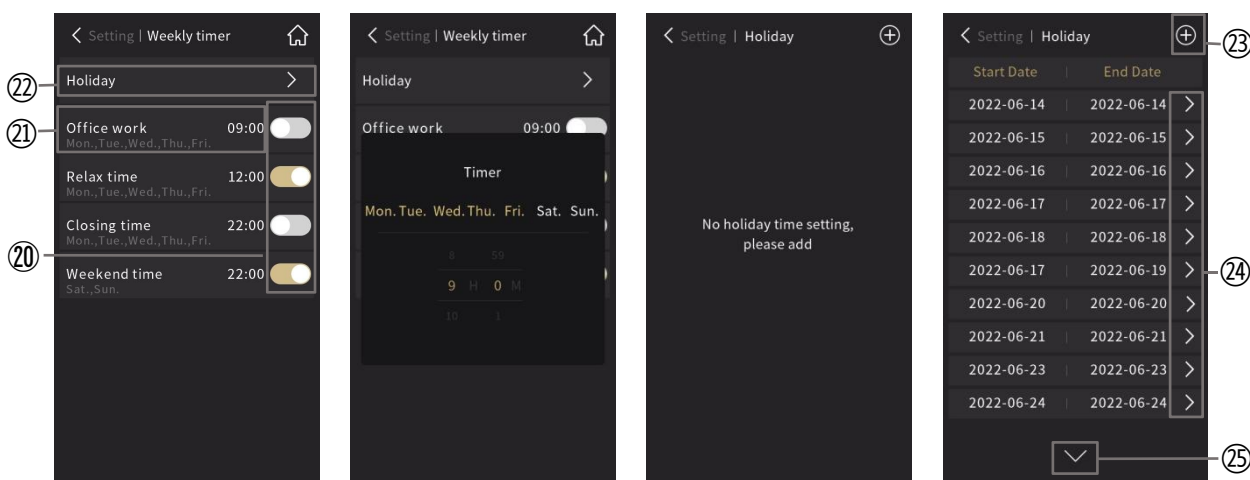 Setting | Weekly timer
㉒
Holiday
㉑
Office work 09:00
Mon.,Tue.,Wed.,Thu.,Fri.
Relax time 12:00
Mon.,Tue.,Wed.,Thu.,Fri.
Closing time 22:00
Mon.,Tue.,Wed.,Thu.,Fri.
⑳
Weekend time 22:00
Sat.,Sun.
Setting | Weekly timer
Holiday
Office work 09:00
Timer
Mon. Tue. Wed. Thu. Fri. Sat. Sun.
8 59
9 H 0 M
10 1
Setting | Holiday
No holiday time setting,
please add
Setting | Holiday
㉓
Start Date | End Date
2022-06-14 | 2022-06-14
2022-06-15 | 2022-06-15
2022-06-16 | 2022-06-16
2022-06-17 | 2022-06-17
2022-06-18 | 2022-06-18
2022-06-17 | 2022-06-19
㉔
2022-06-20 | 2022-06-20
2022-06-21 | 2022-06-21
2022-06-23 | 2022-06-23
2022-06-24 | 2022-06-24
㉕